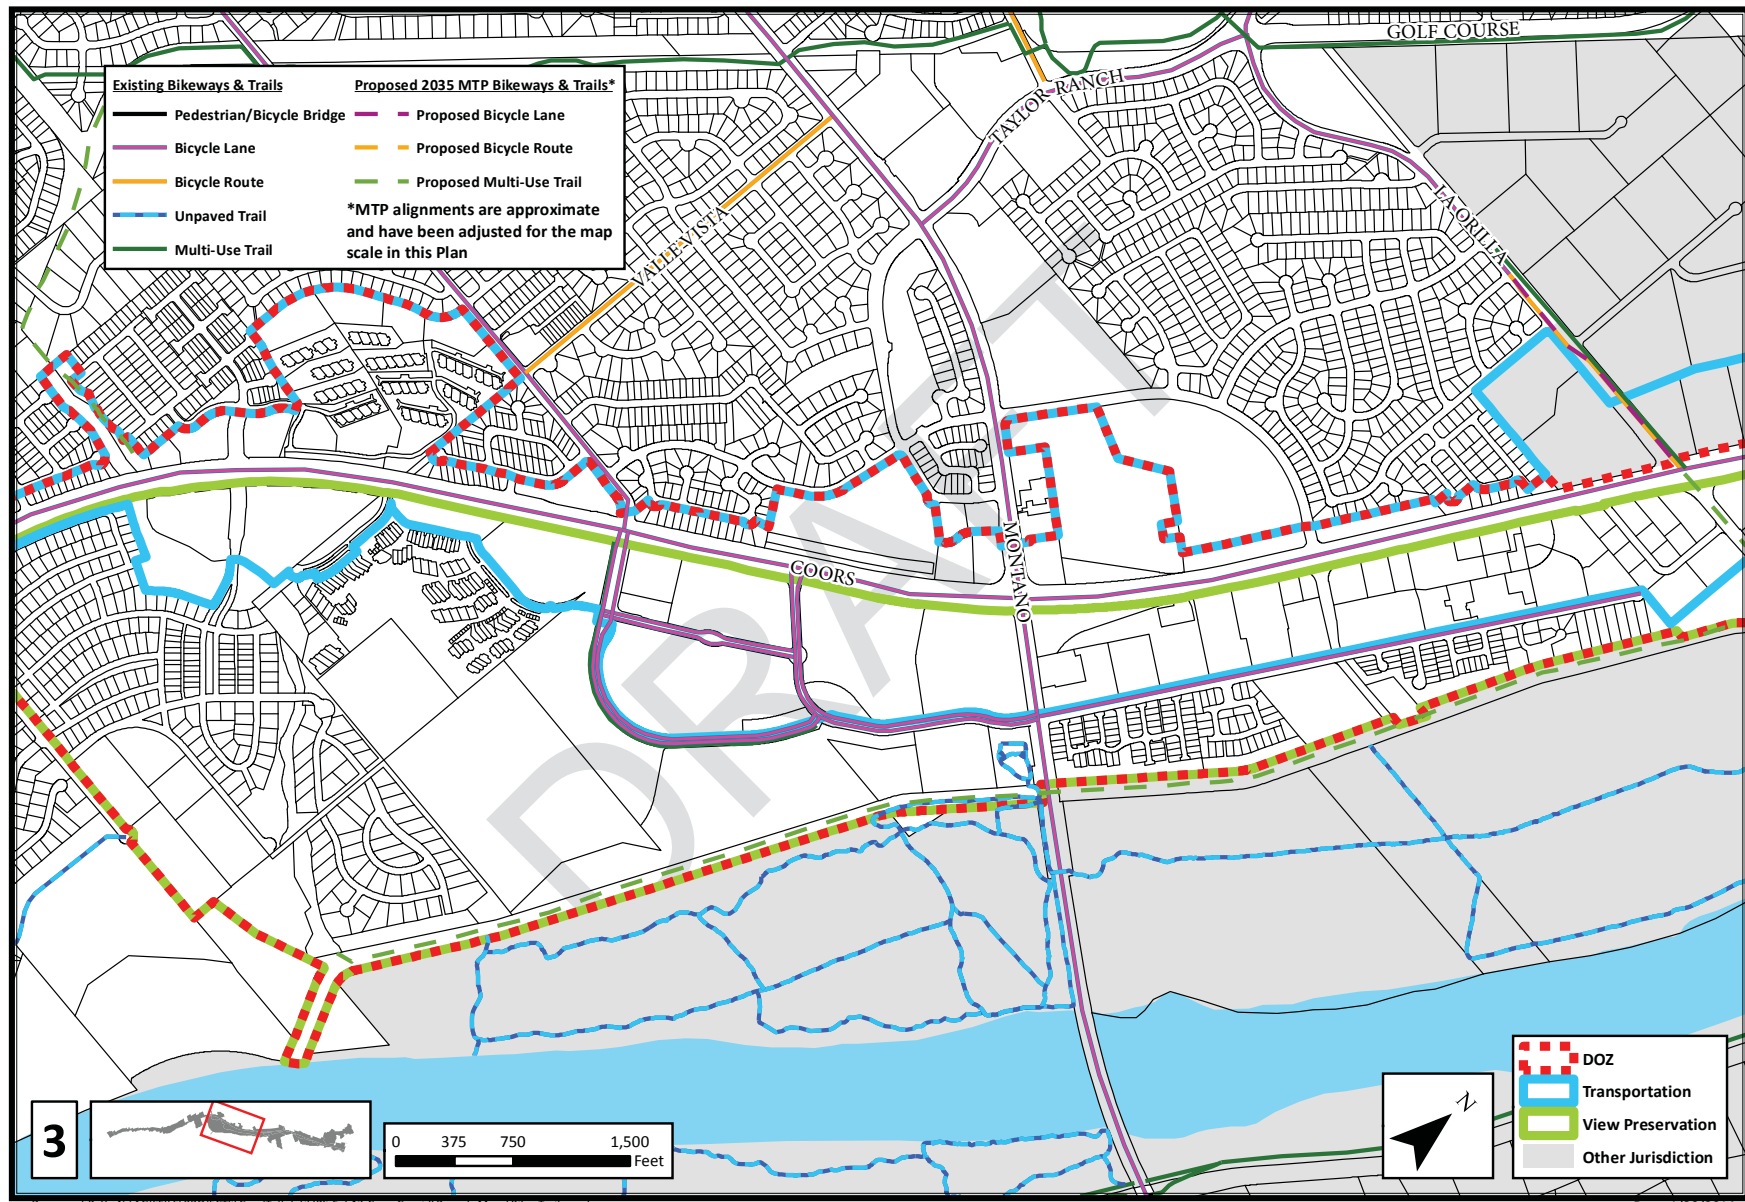 GOLF COURSE
Existing Bikeways & Trails
Pedestrian/Bicycle Bridge
Bicycle Lane
Bicycle Route
Unpaved Trail
Multi-Use Trail
Proposed 2035 MTP Bikeways & Trails*
Proposed Bicycle Lane
Proposed Bicycle Route
Proposed Multi-Use Trail
*MTP alignments are approximate
and have been adjusted for the map
scale in this Plan
TAYLOR RANCH
LA ORILLA
VALLE VISTA
COORS
MONTANO
DRAFT
3
0 375 750 1,500
Feet
N
DOZ
Transportation
View Preservation
Other Jurisdiction